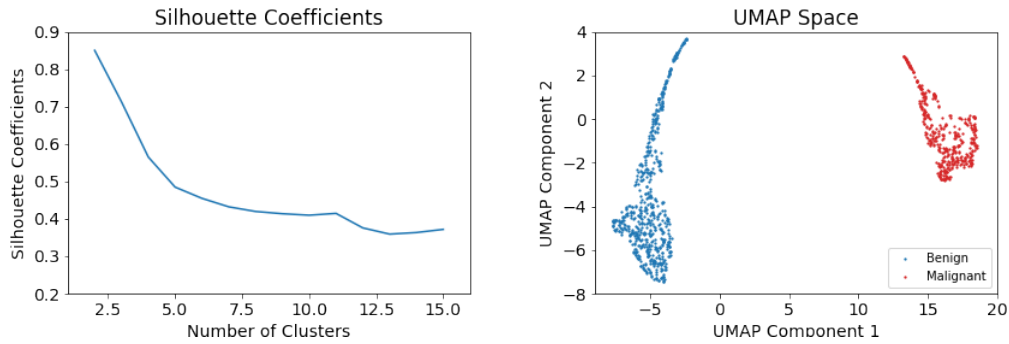 Silhouette Coefficients
0.9
0.8
0.7
0.6
0.5
0.4
0.3
0.2
Silhouette Coefficients
2.5 5.0 7.5 10.0 12.5 15.0
Number of Clusters
UMAP Space
4
2
0
−2
−4
−6
−8
UMAP Component 2
Benign
Malignant
−5 0 5 10 15 20
UMAP Component 1